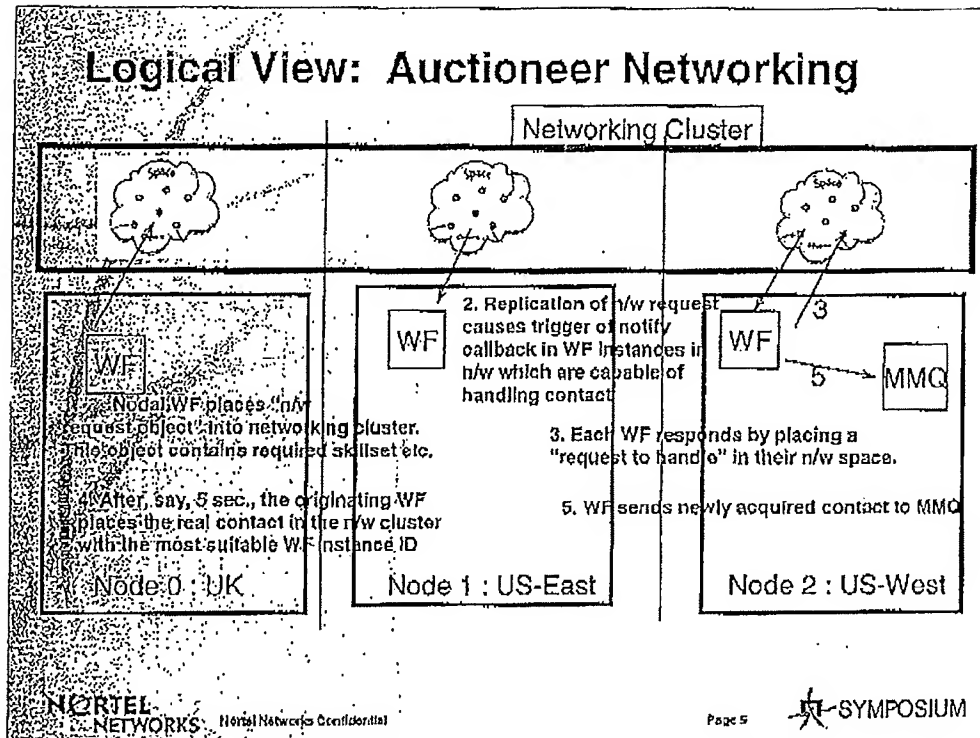 Logical View: Auctioneer Networking
Networking Cluster
Space
Space
Space
WF
Nodal WF places "n/w
request object" into networking cluster.
This object contains required skillset etc.
4. After, say, 5 sec., the originating WF
places the real contact in the n/w cluster
with the most suitable WF instance ID
Node 0 : UK
WF
2. Replication of n/w request
causes trigger of notify
callback in WF instances in
n/w which are capable of
handling contact
3. Each WF responds by placing a
"request to handle" in their n/w space.
5. WF sends newly acquired contact to MMQ
Node 1 : US-East
WF
3
5
MMQ
Node 2 : US-West
NORTEL
NETWORKS
Nortel Networks Confidential
Page 5
SYMPOSIUM